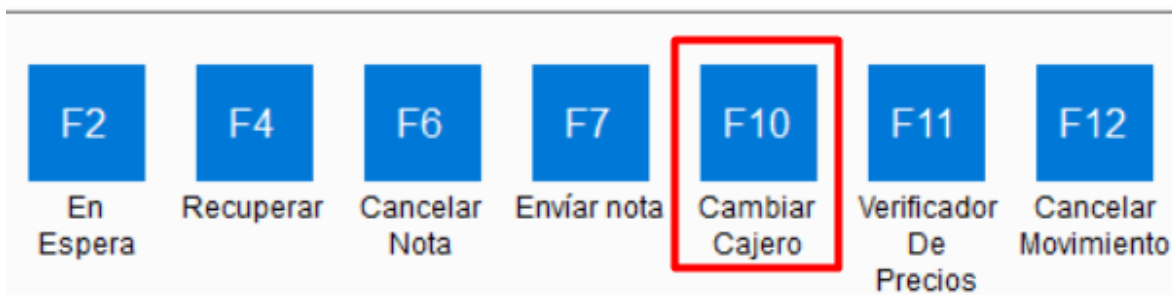 F2
En
Espera
F4
Recuperar
F6
Cancelar
Nota
F7
Envíar nota
F10
Cambiar
Cajero
F11
Verificador
De
Precios
F12
Cancelar
Movimiento